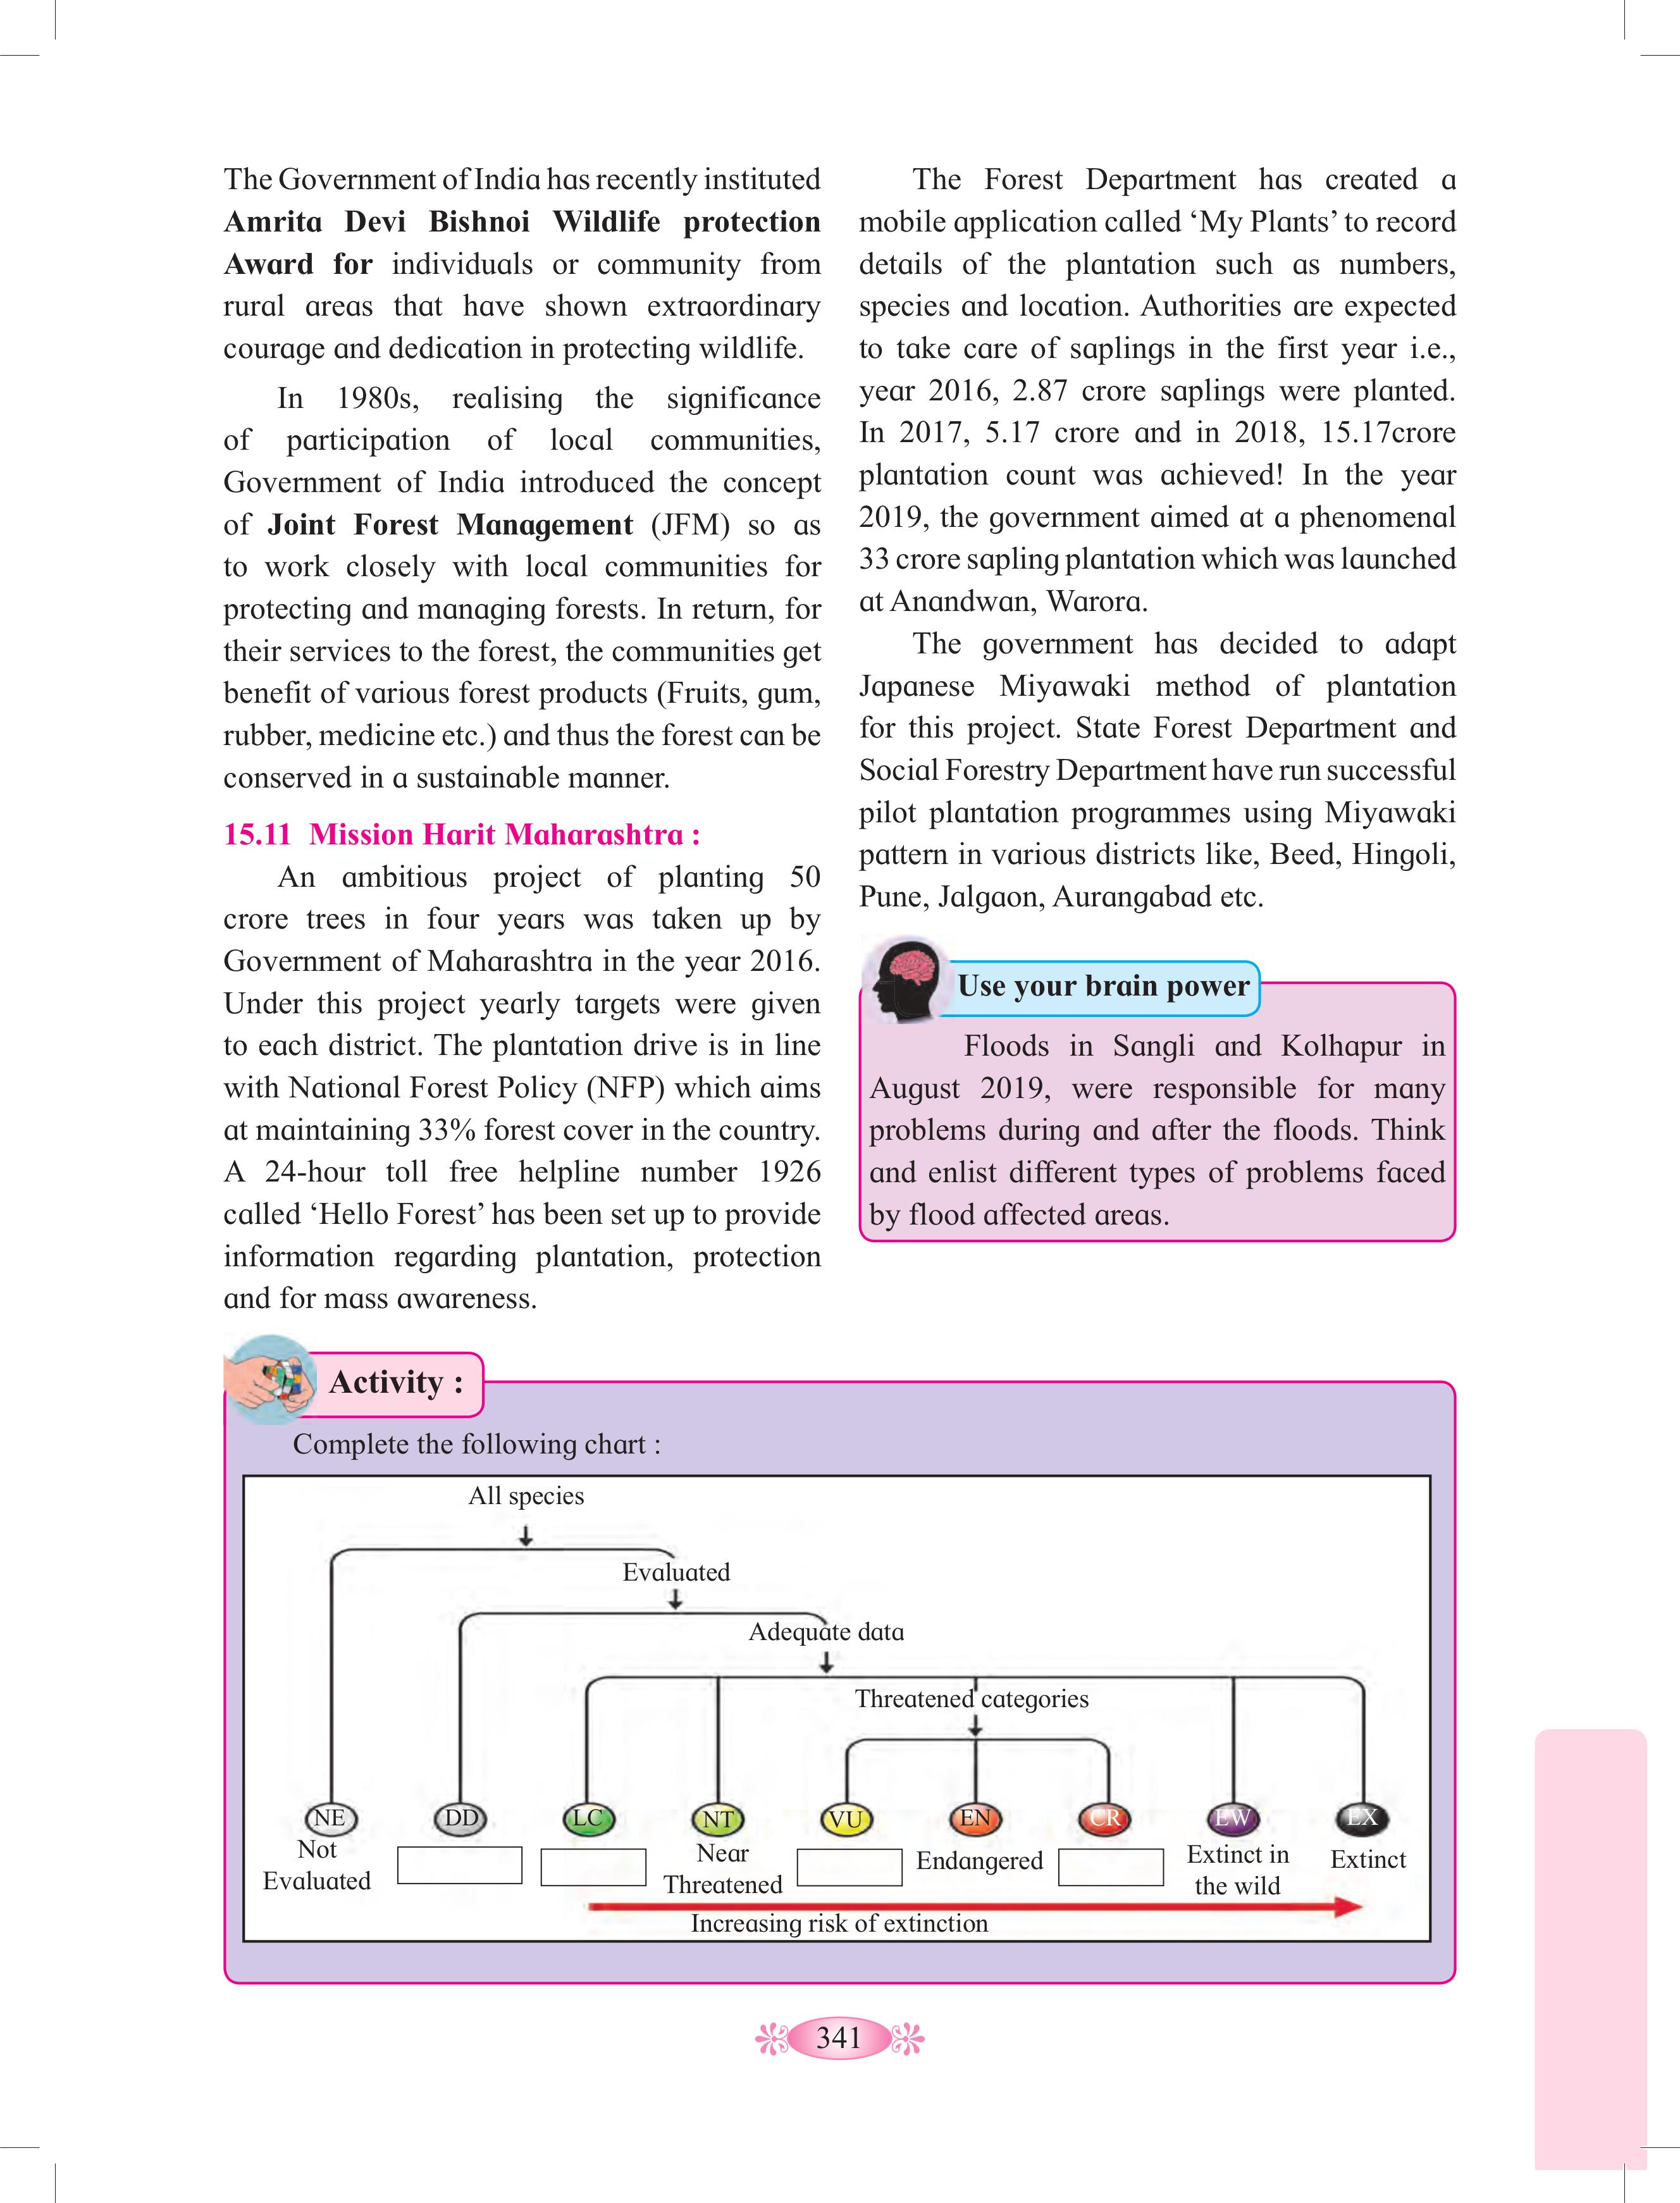 The Government of India has recently instituted
Amrita Devi Bishnoi Wildlife protection
Award for individuals or community from
rural areas that have shown extraordinary
courage and dedication in protecting wildlife.
In 1980s, realising the significance
of participation of local communities,
Government of India introduced the concept
of Joint Forest Management (JFM) so as
to work closely with local communities for
protecting and managing forests. In return, for
their services to the forest, the communities get
benefit of various forest products (Fruits, gum,
rubber, medicine etc.) and thus the forest can be
conserved in a sustainable manner.
15.11 Mission Harit Maharashtra :
An ambitious project of planting 50
crore trees in four years was taken up by
Government of Maharashtra in the year 2016.
Under this project yearly targets were given
to each district. The plantation drive is in line
with National Forest Policy (NFP) which aims
at maintaining 33% forest cover in the country.
A 24-hour toll free helpline number 1926
called ‘Hello Forest’ has been set up to provide
information regarding plantation, protection
and for mass awareness.
The Forest Department has created a
mobile application called ‘My Plants’ to record
details of the plantation such as numbers,
species and location. Authorities are expected
to take care of saplings in the first year i.e.,
year 2016, 2.87 crore saplings were planted.
In 2017, 5.17 crore and in 2018, 15.17crore
plantation count was achieved! In the year
2019, the government aimed at a phenomenal
33 crore sapling plantation which was launched
at Anandwan, Warora.
The government has decided to adapt
Japanese Miyawaki method of plantation
for this project. State Forest Department and
Social Forestry Department have run successful
pilot plantation programmes using Miyawaki
pattern in various districts like, Beed, Hingoli,
Pune, Jalgaon, Aurangabad etc.
Use your brain power
Floods in Sangli and Kolhapur in
August 2019, were responsible for many
problems during and after the floods. Think
and enlist different types of problems faced
by flood affected areas.
Activity :
Complete the following chart :
All species
Evaluated
Adequate data
Threatened categories
NE DD LC NT VU EN CR EW EX
Not Evaluated
Near Threatened
Endangered
Extinct in the wild
Extinct
Increasing risk of extinction
341